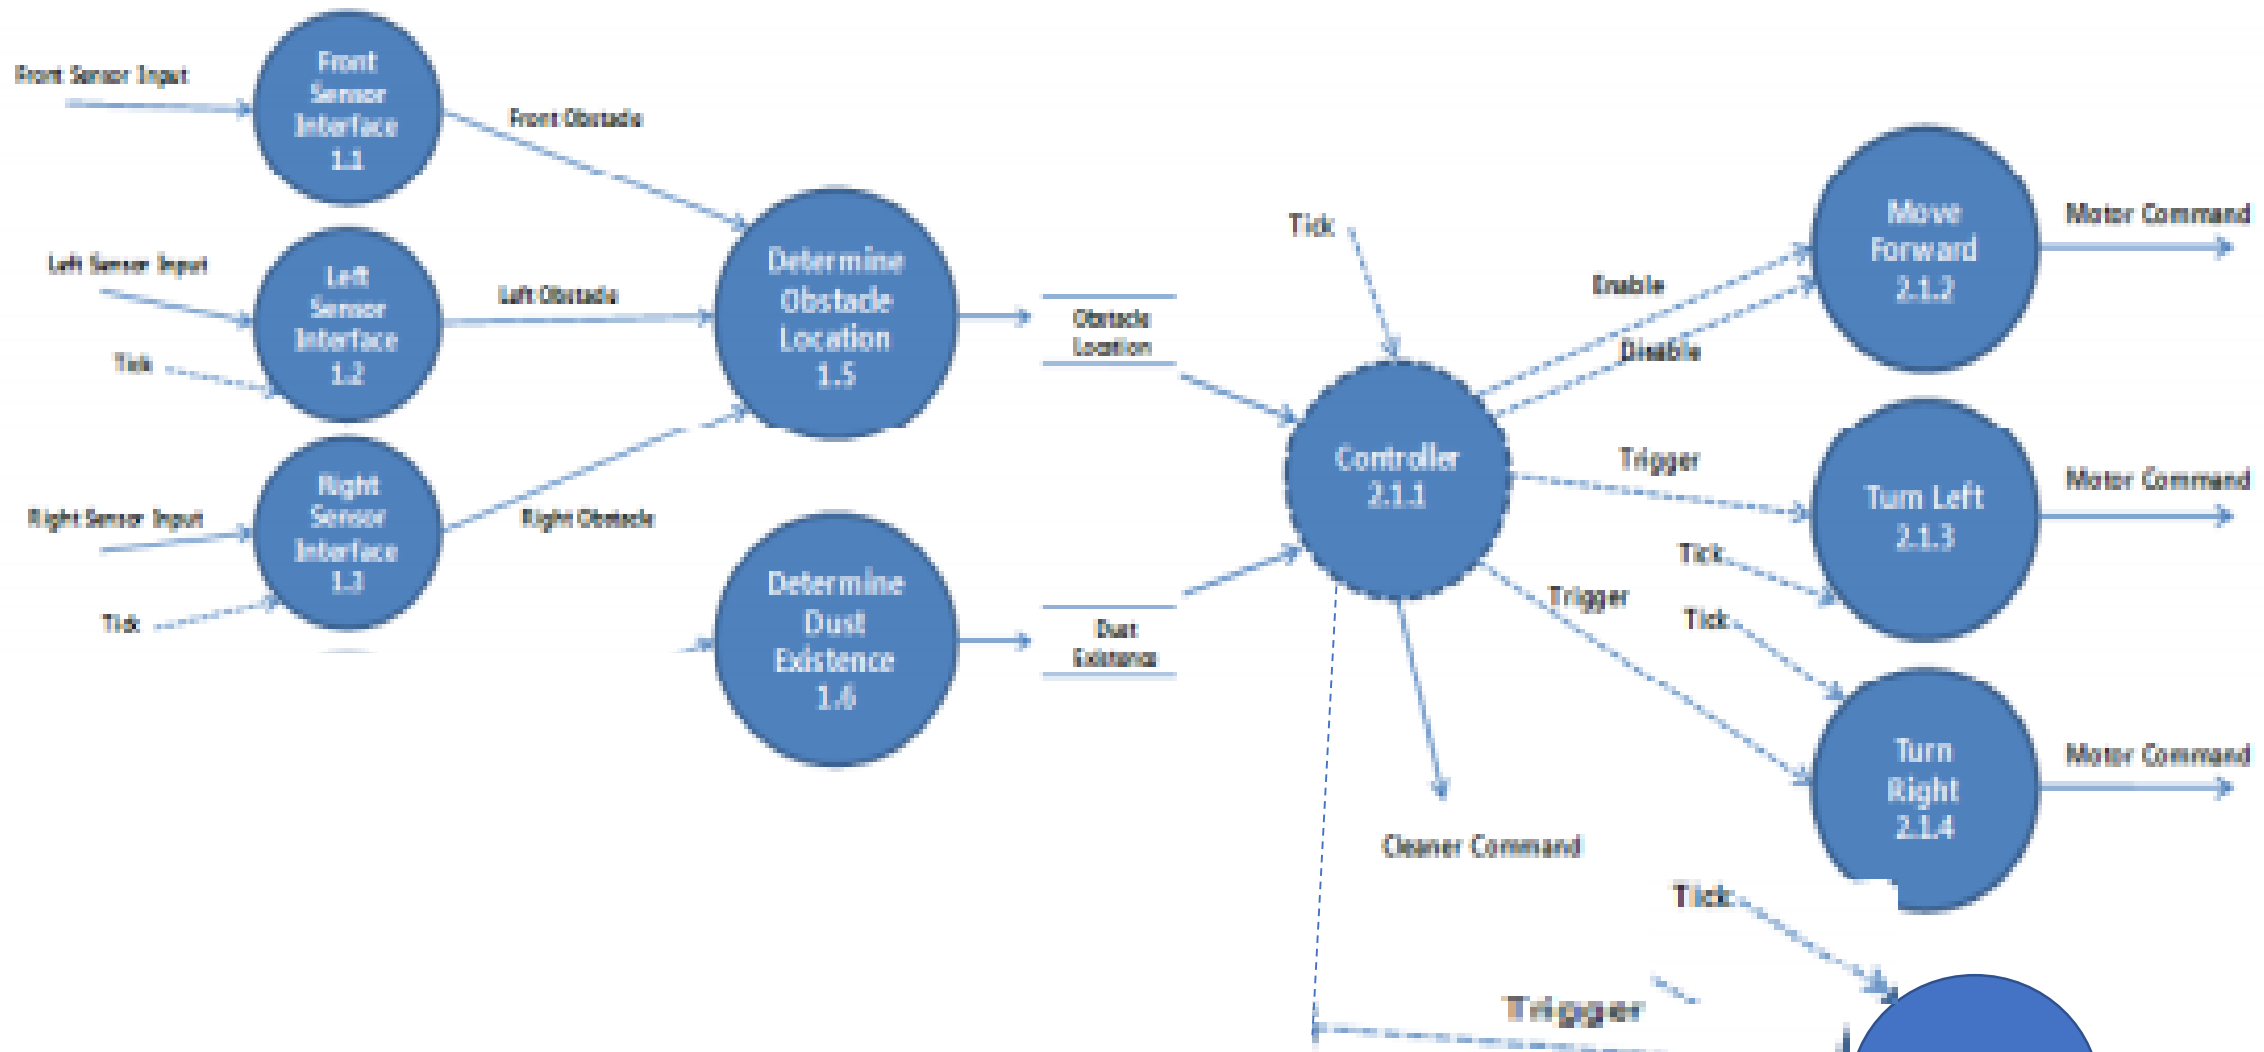 Front Sensor Input
Front
Sensor
Interface
1.1
Front Obstacle
Left Sensor Input
Left
Sensor
Interface
1.2
Tick
Left Obstacle
Right Sensor Input
Right
Sensor
Interface
1.3
Tick
Right Obstacle
Determine
Obstacle
Location
1.5
Obstacle
Location
Determine
Dust
Existence
1.6
Dust
Existence
Tick
Controller
2.1.1
Enable
Disable
Move
Forward
2.1.2
Motor Command
Trigger
Turn Left
2.1.3
Motor Command
Tick
Trigger
Tick
Turn
Right
2.1.4
Motor Command
Cleaner Command
Tick
Trigger